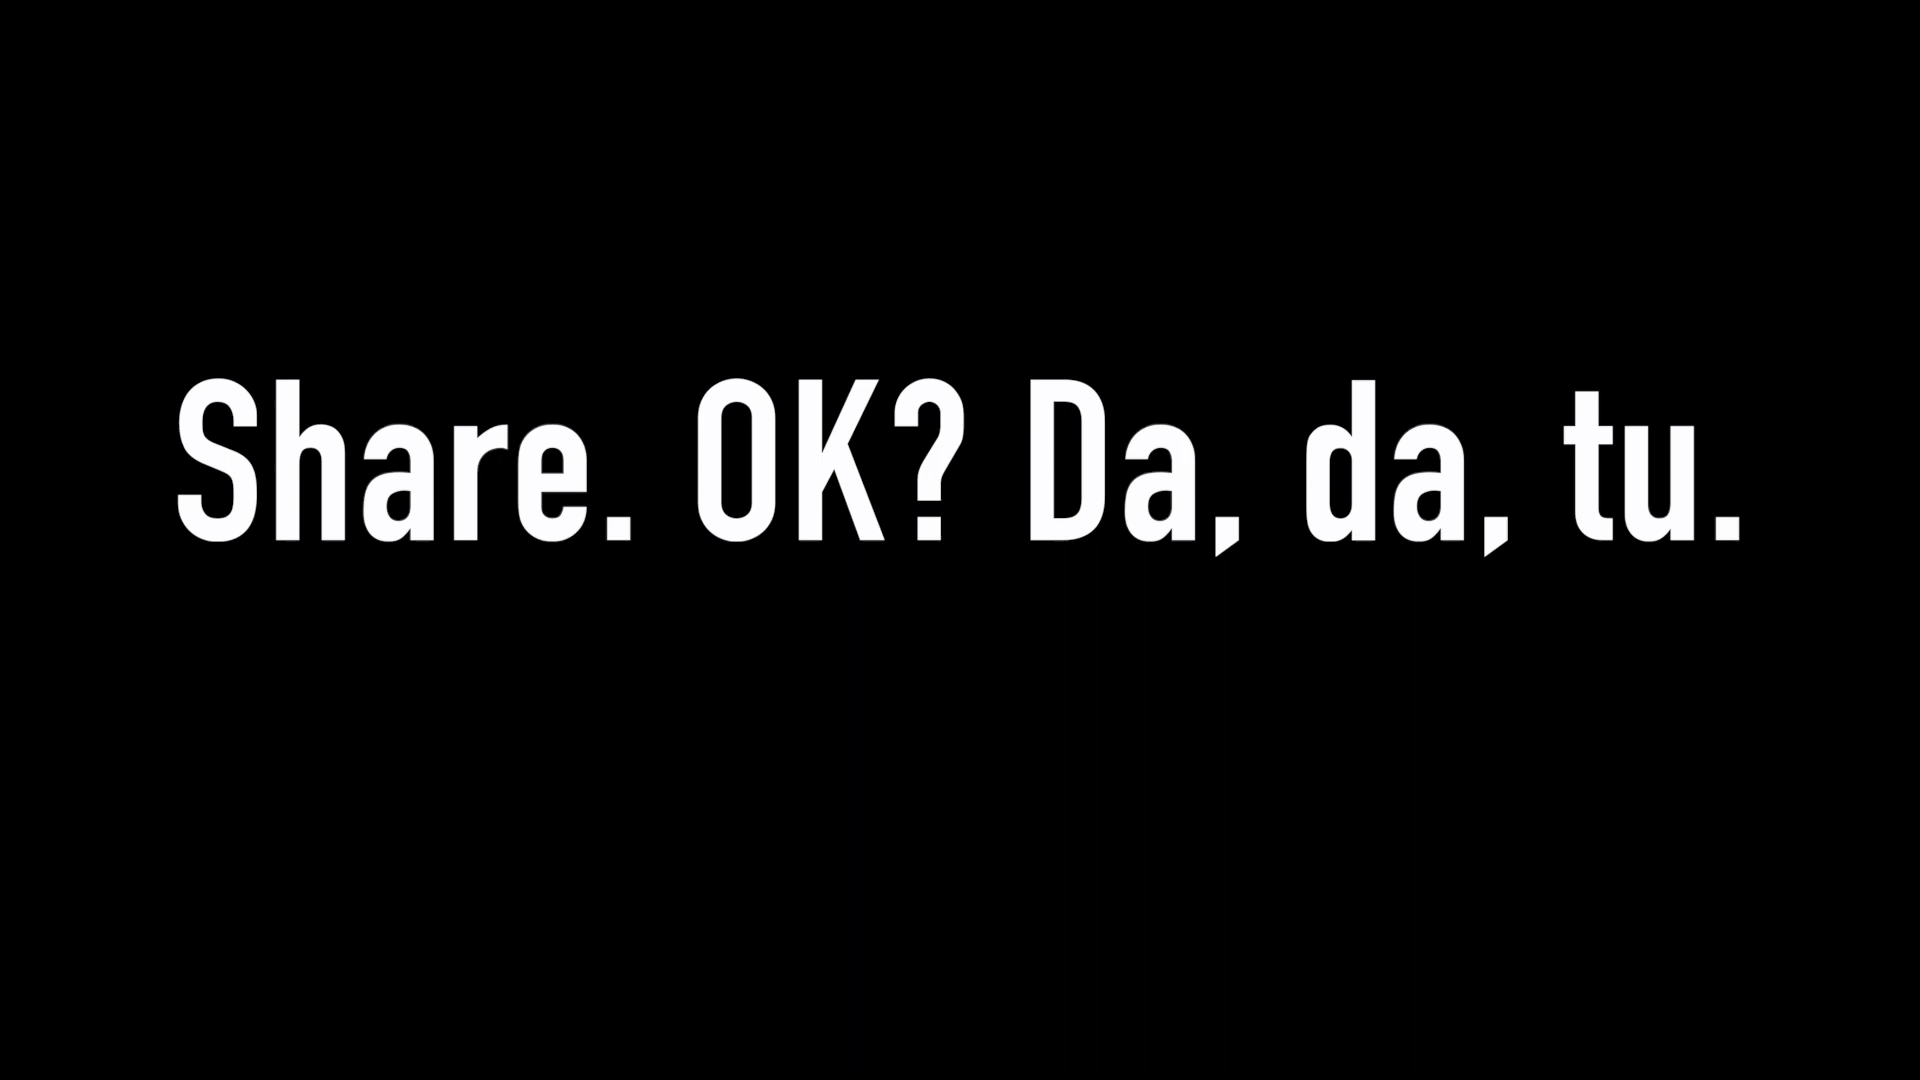 Share. OK? Da, da, tu.